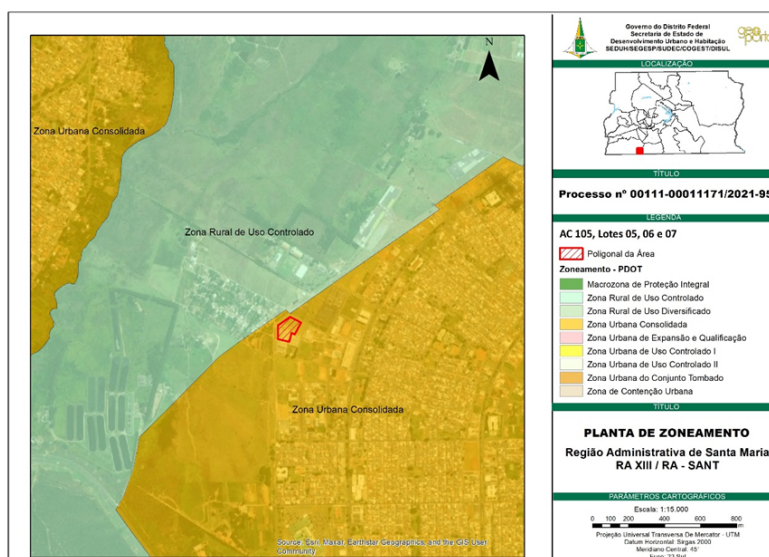 Zona Urbana Consolidada
Zona Rural de Uso Controlado
Zona Urbana Consolidada
N
Source: Esri, Maxar, Earthstar Geographics, and the GIS User
Community
Governo do Distrito Federal
Secretaria de Estado de
Desenvolvimento Urbano e Habitação
SEDUH/SEGESP/SUDEC/COGEST/DISUL
geo
port
LOCALIZAÇÃO
TÍTULO
Processo nº 00111-00011171/2021-95
LEGENDA
AC 105, Lotes 05, 06 e 07
Poligonal da Área
Zoneamento - PDOT
Macrozona de Proteção Integral
Zona Rural de Uso Controlado
Zona Rural de Uso Diversificado
Zona Urbana Consolidada
Zona Urbana de Expansão e Qualificação
Zona Urbana de Uso Controlado I
Zona Urbana de Uso Controlado II
Zona Urbana do Conjunto Tombado
Zona de Contenção Urbana
TÍTULO
PLANTA DE ZONEAMENTO
Região Administrativa de Santa Maria
RA XIII / RA - SANT
PARÂMETROS CARTOGRÁFICOS
Escala: 1:15.000
0 100 200 400 600 800
Projeção Universal Transversa De Mercator - UTM
Datum Horizontal: Sirgas 2000
Meridiano Central: 45°